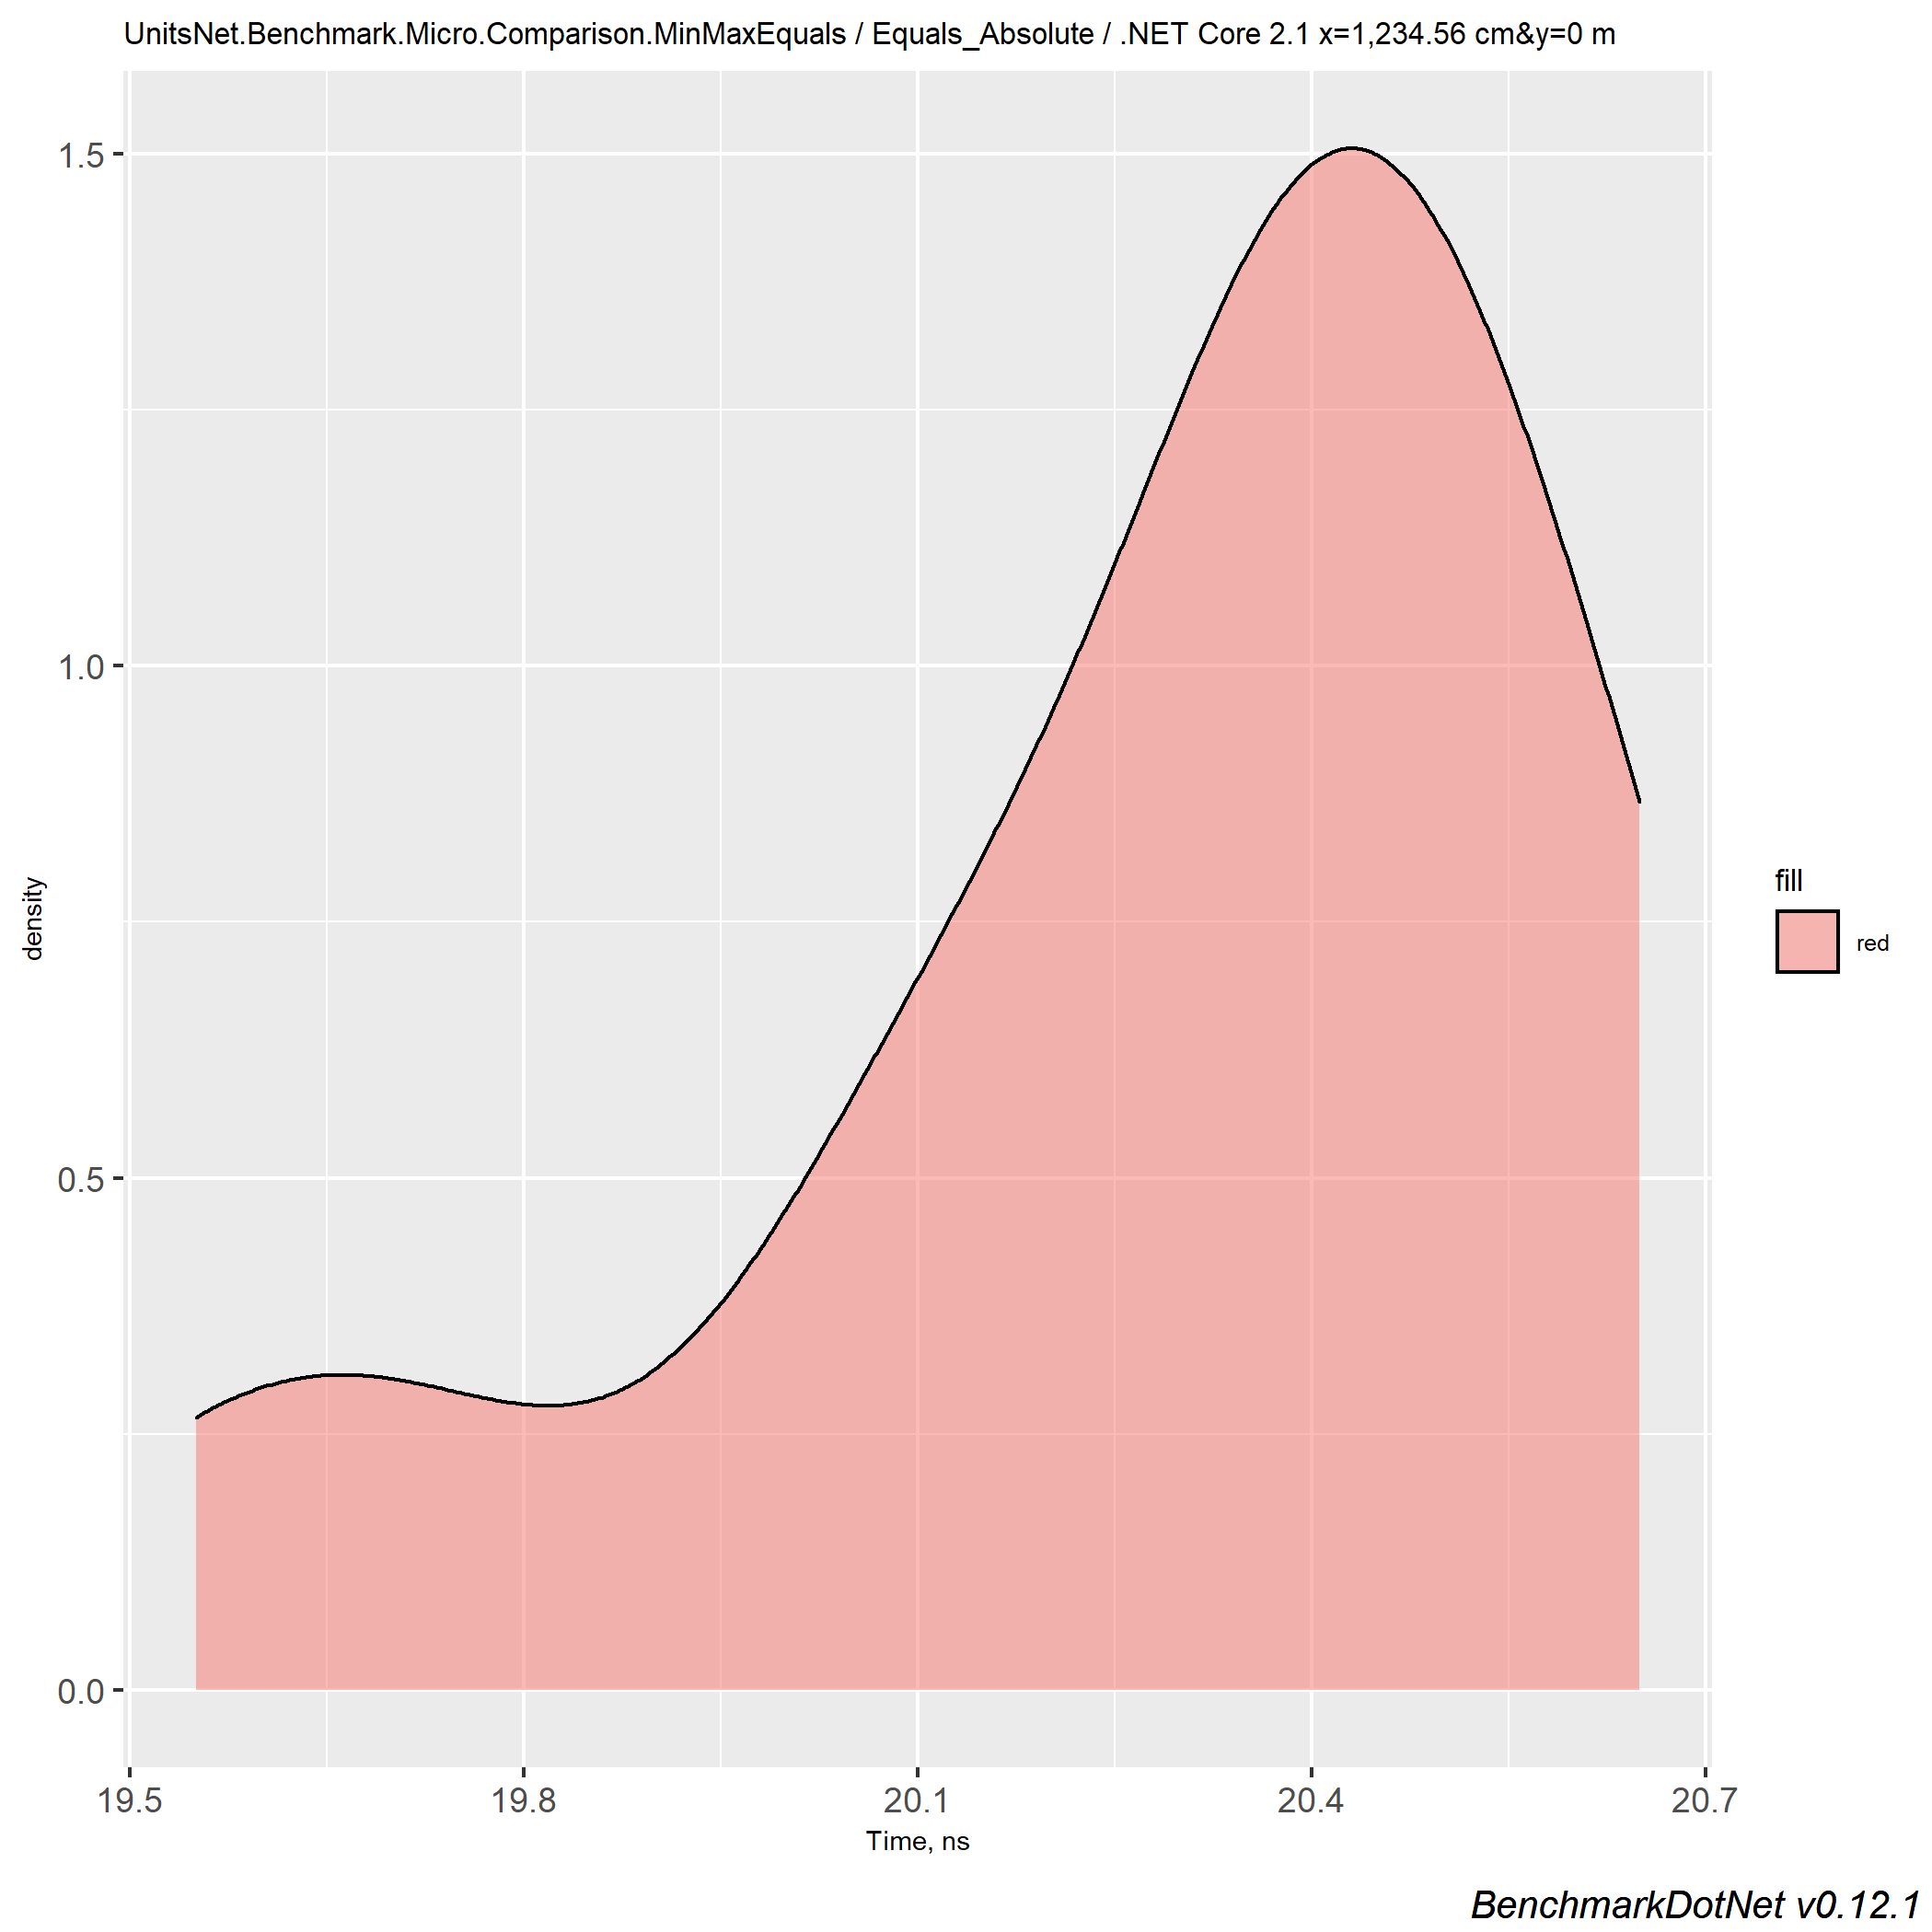 UnitsNet.Benchmark.Micro.Comparison.MinMaxEquals / Equals_Absolute / .NET Core 2.1 x=1,234.56 cm&y=0 m
1.5
1.0
0.5
0.0
density
19.5 19.8 20.1 20.4 20.7
Time, ns
fill
red
BenchmarkDotNet v0.12.1